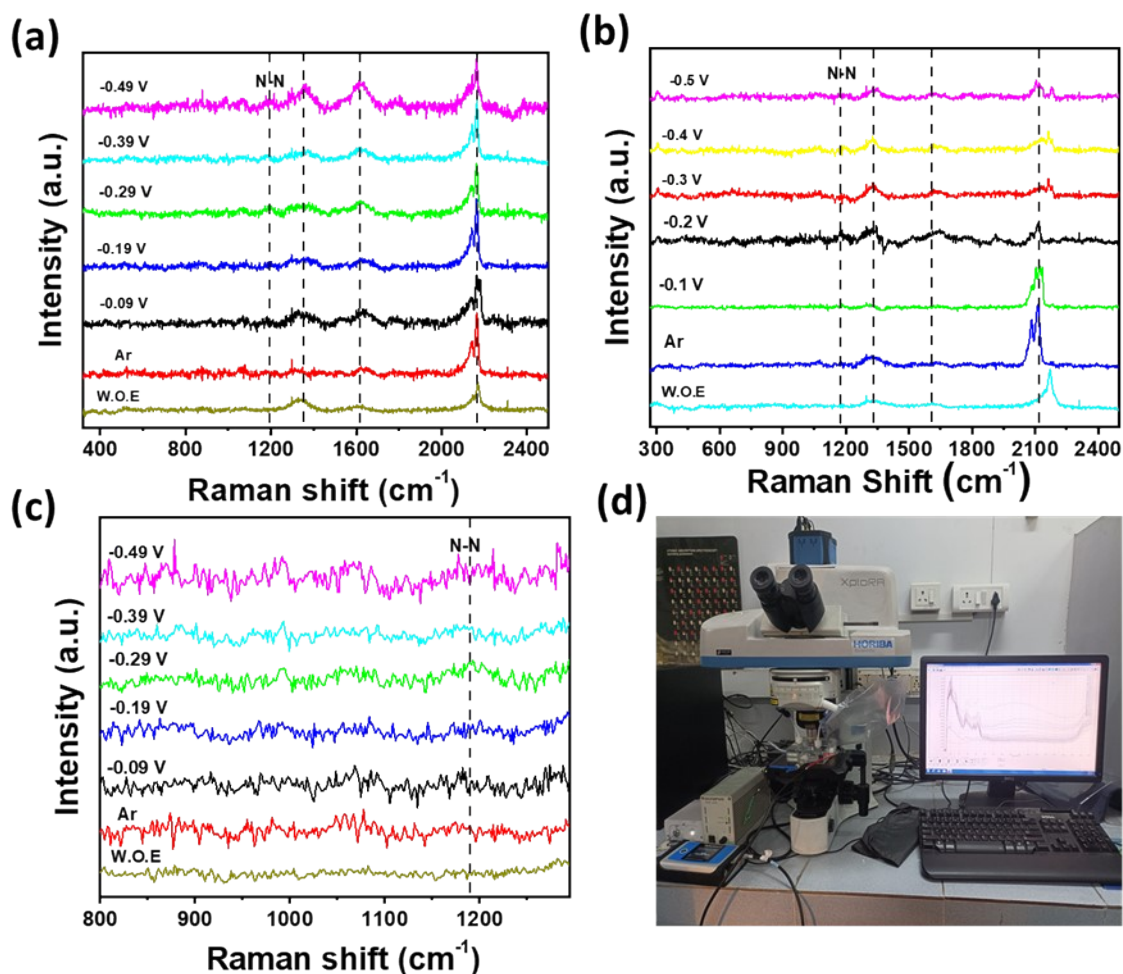 (a)
N-N
-0.49 V
-0.39 V
-0.29 V
-0.19 V
-0.09 V
Ar
W.O.E
Intensity (a.u.)
400 800 1200 1600 2000 2400
Raman shift (cm-1)
(b)
N-N
-0.5 V
-0.4 V
-0.3 V
-0.2 V
-0.1 V
Ar
W.O.E
Intensity (a.u.)
300 600 900 1200 1500 1800 2100 2400
Raman Shift (cm-1)
(c)
N-N
-0.49 V
-0.39 V
-0.29 V
-0.19 V
-0.09 V
Ar
W.O.E
Intensity (a.u.)
800 900 1000 1100 1200
Raman shift (cm-1)
(d)
XploRA
HORIBA